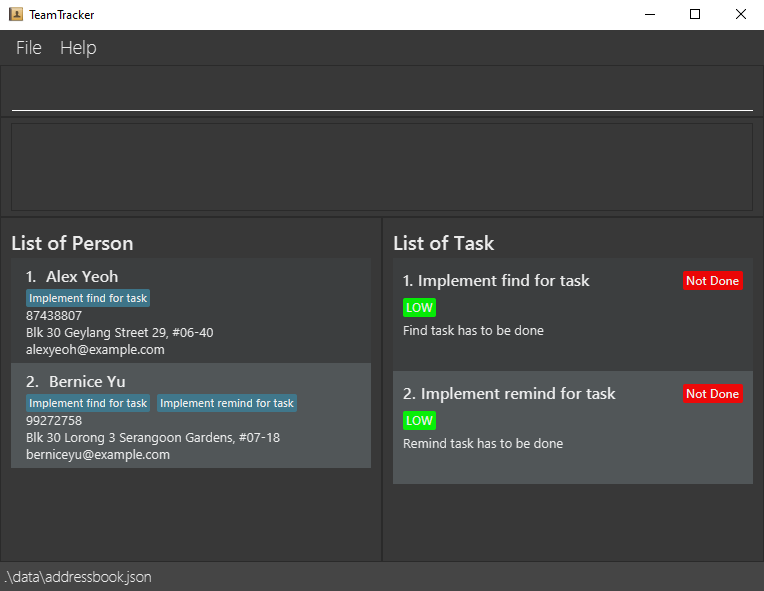 TeamTracker
File Help
List of Person
1. Alex Yeoh
Implement find for task
87438807
Blk 30 Geylang Street 29, #06-40
alexyeoh@example.com
2. Bernice Yu
Implement find for task Implement remind for task
99272758
Blk 30 Lorong 3 Serangoon Gardens, #07-18
berniceyu@example.com
List of Task
1. Implement find for task Not Done
LOW
Find task has to be done
2. Implement remind for task Not Done
LOW
Remind task has to be done
.\data\addressbook.json